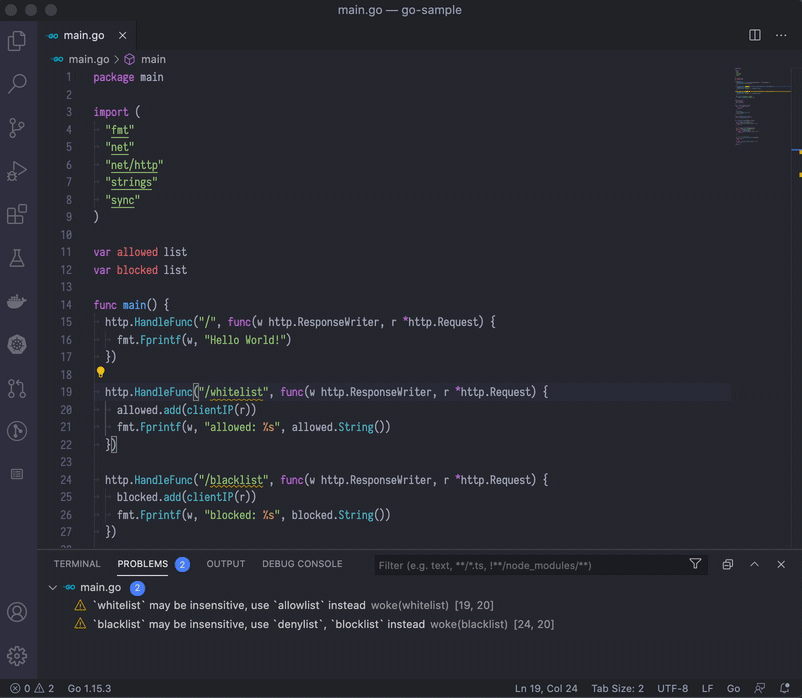 main.go — go-sample
main.go
main.go > main
1 package main
2
3 import (
4 "fmt"
5 "net"
6 "net/http"
7 "strings"
8 "sync"
9 )
10
11 var allowed list
12 var blocked list
13
14 func main() {
15 http.HandleFunc("/", func(w http.ResponseWriter, r *http.Request) {
16 fmt.Fprintf(w, "Hello World!")
17 })
18
19 http.HandleFunc("/whitelist", func(w http.ResponseWriter, r *http.Request) {
20 allowed.add(clientIP(r))
21 fmt.Fprintf(w, "allowed: %s", allowed.String())
22 })
23
24 http.HandleFunc("/blacklist", func(w http.ResponseWriter, r *http.Request) {
25 blocked.add(clientIP(r))
26 fmt.Fprintf(w, "blocked: %s", blocked.String())
27 })
TERMINAL PROBLEMS 2 OUTPUT DEBUG CONSOLE Filter (e.g. text, **/*.ts, !**/node_modules/**)
main.go 2
`whitelist` may be insensitive, use `allowlist` instead woke(whitelist) [19, 20]
`blacklist` may be insensitive, use `denylist`, `blocklist` instead woke(blacklist) [24, 20]
0 2 Go 1.15.3 Ln 19, Col 24 Tab Size: 2 UTF-8 LF Go